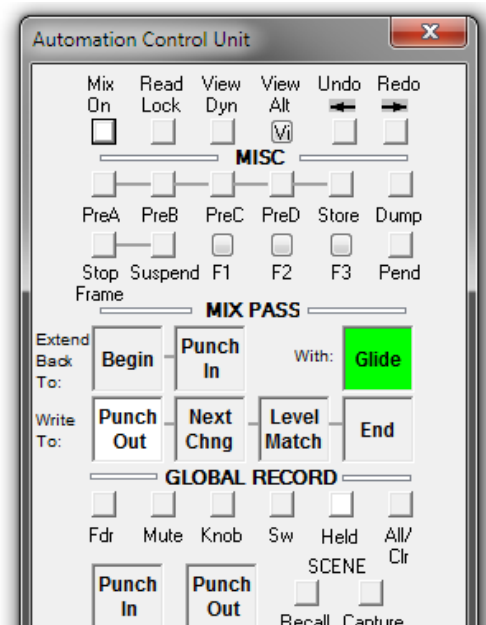 Automation Control Unit
Mix Read View View Undo Redo
On Lock Dyn Alt
Vi
MISC
PreA PreB PreC PreD Store Dump
Stop Suspend F1 F2 F3 Pend
Frame
MIX PASS
Extend
Back
To:
Begin
Punch
In
With:
Glide
Write
To:
Punch
Out
Next
Chng
Level
Match
End
GLOBAL RECORD
Fdr Mute Knob Sw Held All/
Clr
SCENE
Punch
In
Punch
Out
Recall Capture